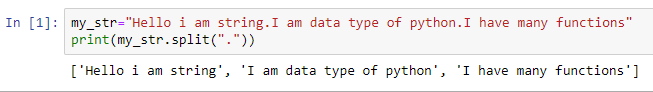 In [1]: my_str="Hello i am string.I am data type of python.I have many functions"
print(my_str.split("."))
['Hello i am string', 'I am data type of python', 'I have many functions']